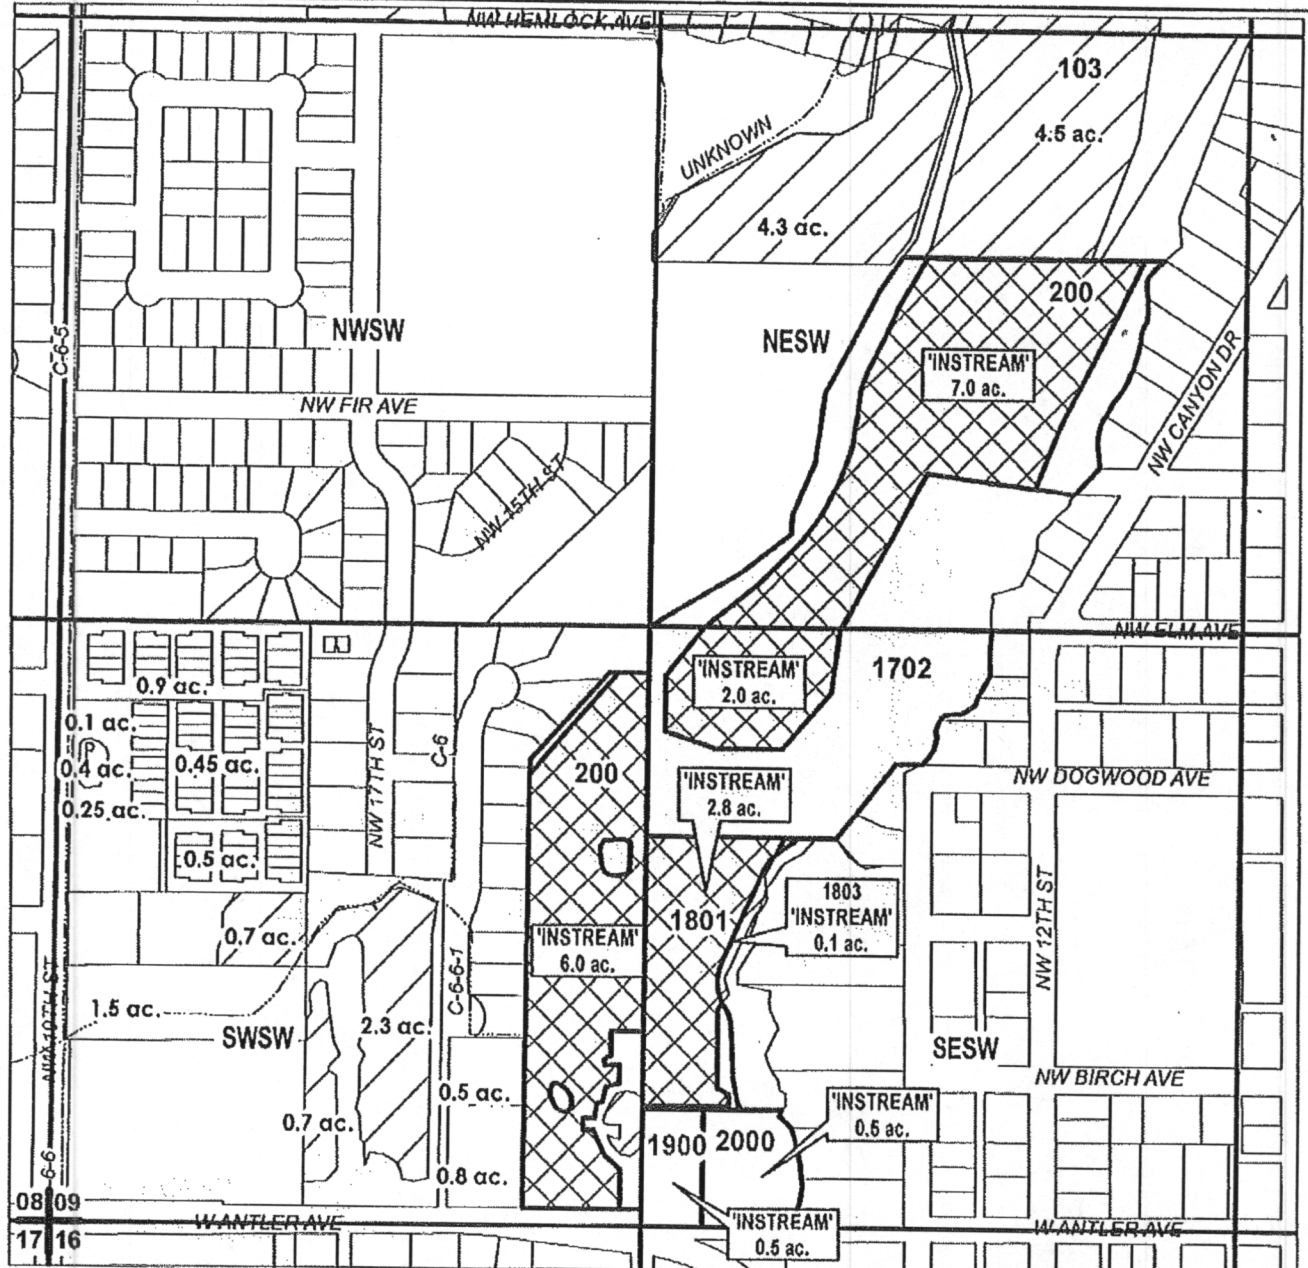 NW HEMLOCK AVE
103
4.5 ac.
UNKNOWN
4.3 ac.
200
C-6-5
NWSW
NESW
'INSTREAM'
7.0 ac.
NW CANYON DR
NW FIR AVE
NW 15TH ST
NW ELM AVE
0.9 ac.
'INSTREAM'
2.0 ac.
1702
0.1 ac.
P
0.4 ac.
0.45 ac.
0.25 ac.
NW 17TH ST
C-6
200
'INSTREAM'
2.8 ac.
NW DOGWOOD AVE
0.5 ac.
1803
'INSTREAM'
0.1 ac.
1801
0.7 ac.
'INSTREAM'
6.0 ac.
NW 12TH ST
C-6-6-1
1.5 ac.
2.3 ac.
NW 19TH ST
SWSW
SESW
NW BIRCH AVE
0.5 ac.
0.7 ac.
'INSTREAM'
0.5 ac.
1900
2000
0.8 ac.
6-6
08 09
17 16
W ANTLER AVE
'INSTREAM'
0.5 ac.
W ANTLER AVE